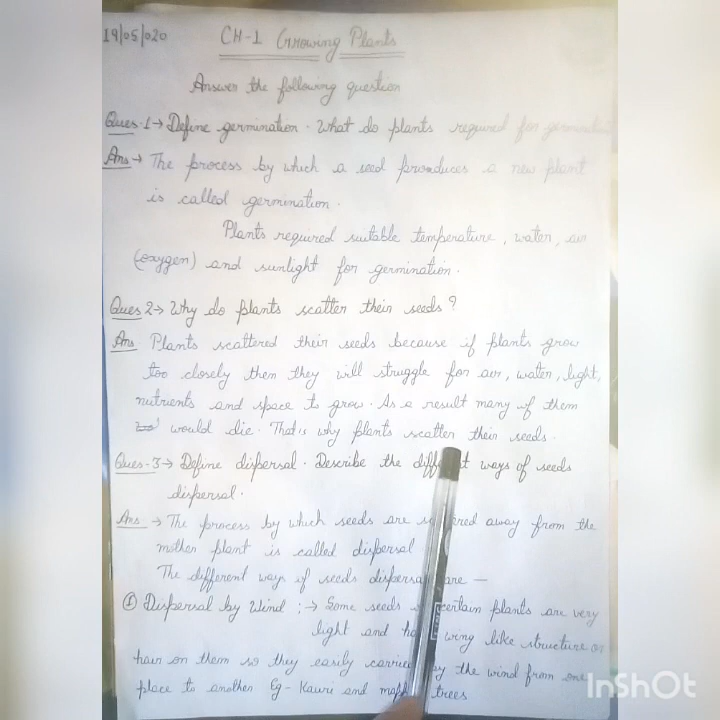 19/05/020
CH-1 Growing Plants
Answer the following question
Ques-1→ Define germination. What do plants required for germination
Ans→ The process by which a seed produces a new plant
is called germination.
Plants required suitable temperature, water, air
(oxygen) and sunlight for germination.
Ques 2→ Why do plants scatter their seeds?
Ans. Plants scattered their seeds because if plants grow
too closely then they will struggle for air, water, light,
nutrients and space to grow. As a result many of them
would die. That is why plants scatter their seeds.
Ques-3→ Define dispersal. Describe the ways of seeds
dispersal.
Ans → The process by which seeds are away from the
mother plant is called dispersal
The different ways of seeds dispersal are —
① Dispersal by Wind :→ Some seeds certain plants are very
light and wing like structure or
hair on them so they easily the wind from one
place to another Eg- Kauri and trees
InShOt